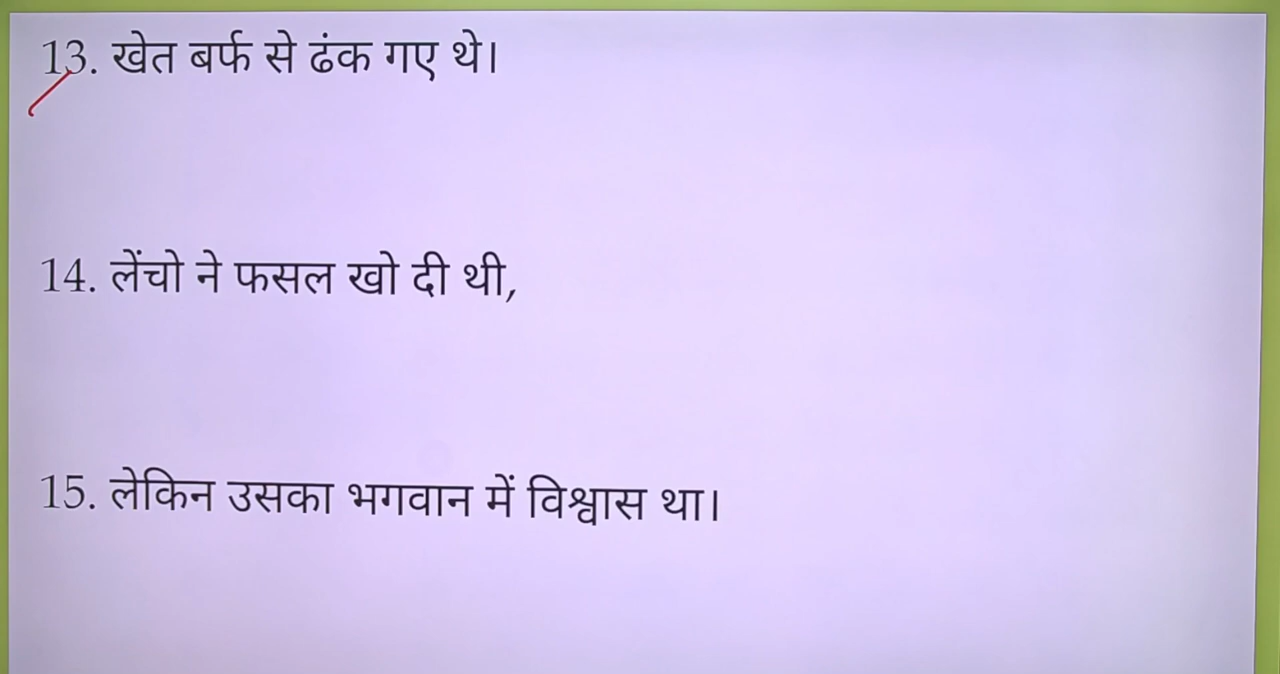 13. खेत बर्फ से ढंक गए थे।
14. लेंचो ने फसल खो दी थी,
15. लेकिन उसका भगवान में विश्वास था।